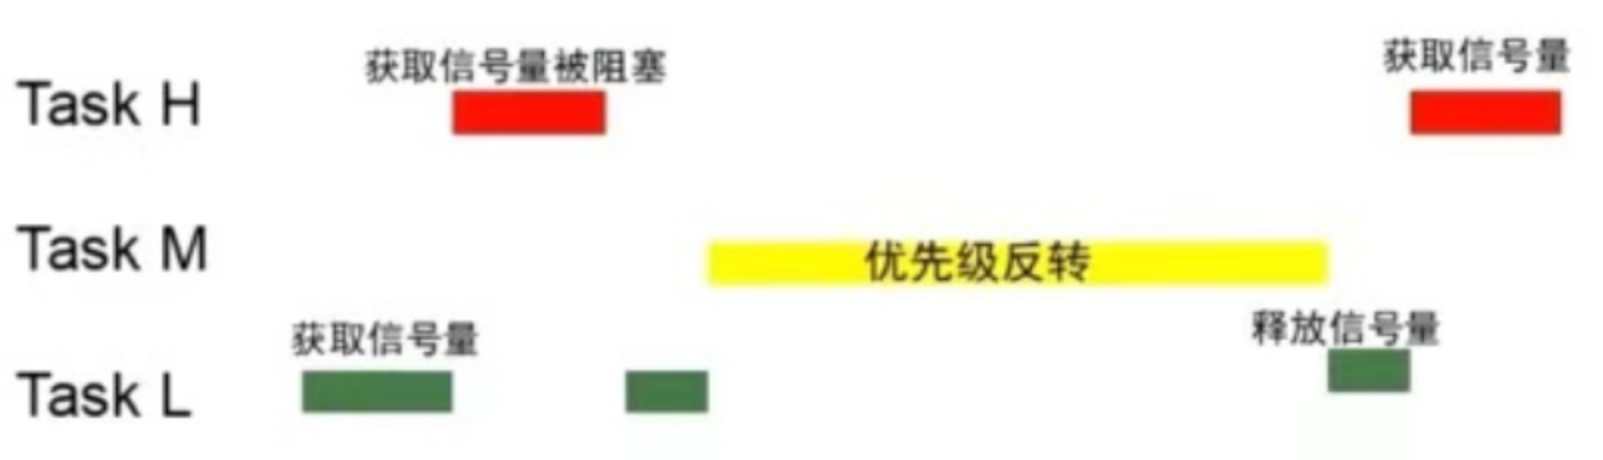 获取信号量被阻塞
获取信号量
Task H
Task M
优先级反转
获取信号量
释放信号量
Task L